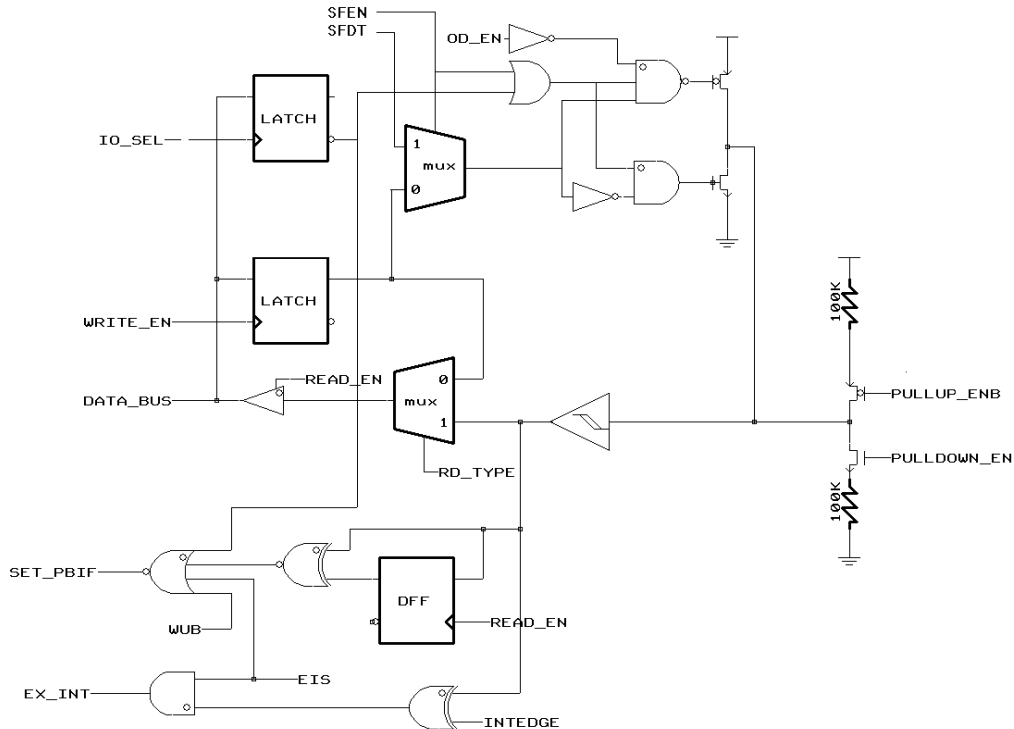 SFEN
SFDT
OD_EN
LATCH
IO_SEL
1
mux
0
LATCH
WRITE_EN
100K
READ_EN
0
DATA_BUS
mux
PULLUP_ENB
1
PULLDOWN_EN
RD_TYPE
100K
SET_PBIF
DFF
READ_EN
WUB
EIS
EX_INT
INTEDGE